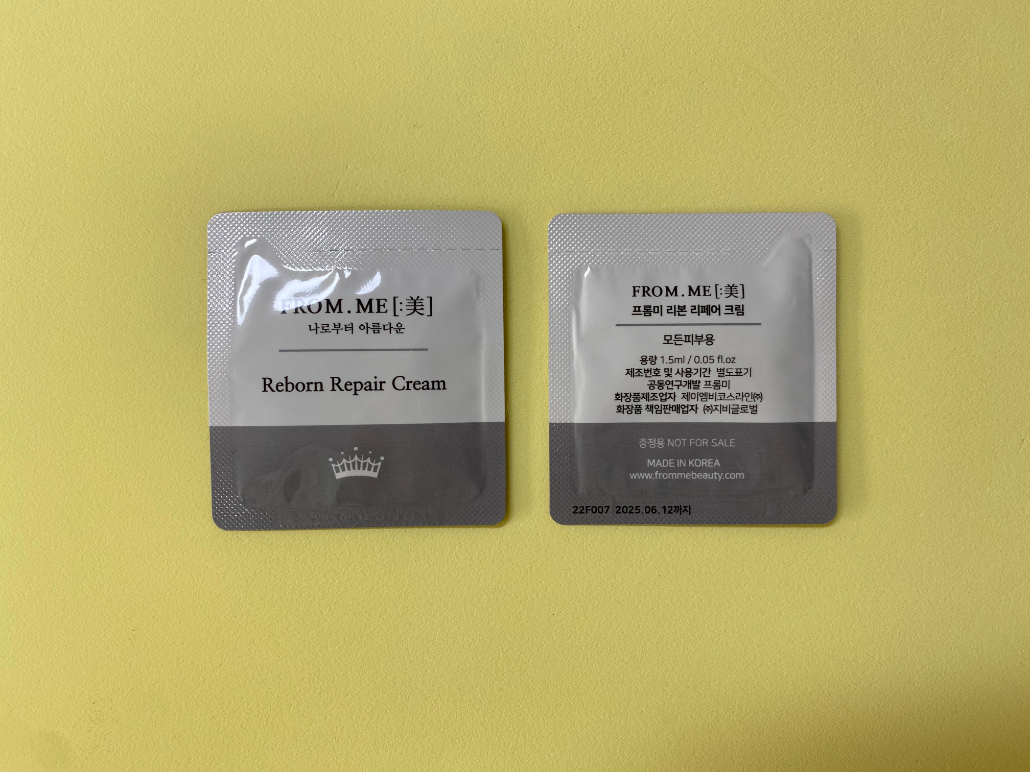 FROM.ME[:美]
나로부터 아름다운
Reborn Repair Cream
FROM.ME[:美]
프롬미 리본 리페어 크림
모든피부용
용량 1.5ml / 0.05 fl.oz
제조번호 및 사용기간 별도표기
공동연구개발 프롬미
화장품제조업자 제이엠비코스라인㈜
화장품 책임판매업자 ㈜지비글로벌
증정용 NOT FOR SALE
MADE IN KOREA
www.frommebeauty.com
22F007 2025.06.12까지